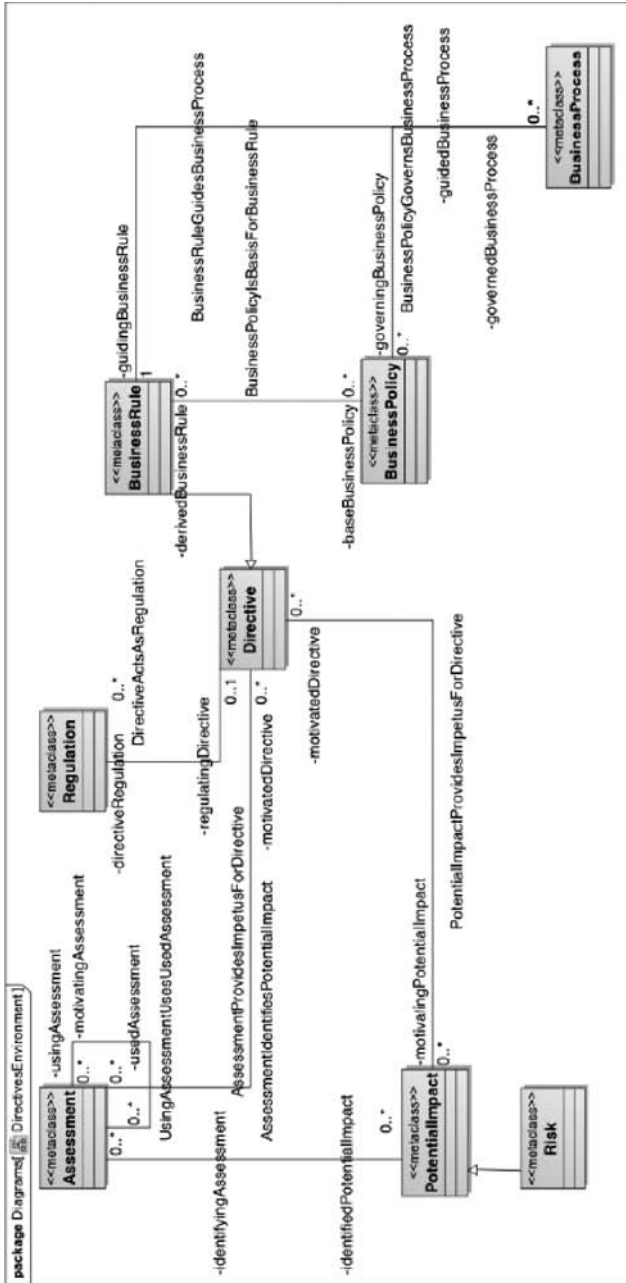 package Diagrams[ DirectivesEnvironment ]
<<metaclass>>
Assessment
-usingAssessment
0..*
-motivatingAssessment
0..*
-usedAssessment
0..*
0..*
UsingAssessmentUsesUsedAssessment
-identifyingAssessment
AssessmentProvidesImpetusForDirective
AssessmentIdentifiesPotentialImpact
<<metaclass>>
Regulation
-directiveRegulation
0..*
DirectiveActsAsRegulation
-regulatingDirective
0..1
<<metaclass>>
Directive
0..*
-motivatedDirective
0..*
-motivatedDirective
<<metaclass>>
BusinessRule
-guidingBusinessRule
1
-derivedBusinessRule
0..*
BusinessRuleGuidesBusinessProcess
BusinessPolicyIsBasisForBusinessRule
-baseBusinessPolicy
0..*
<<metaclass>>
BusinessPolicy
-governingBusinessPolicy
0..*
BusinessPolicyGovernsBusinessProcess
-guidedBusinessProcess
-governedBusinessProcess
0..*
<<metaclass>>
BusinessProcess
-identifiedPotentialImpact
0..*
<<metaclass>>
PotentialImpact
-motivalingPotentialImpact
0..*
PotentialImpactProvidesImpetusForDirective
<<metaclass>>
Risk